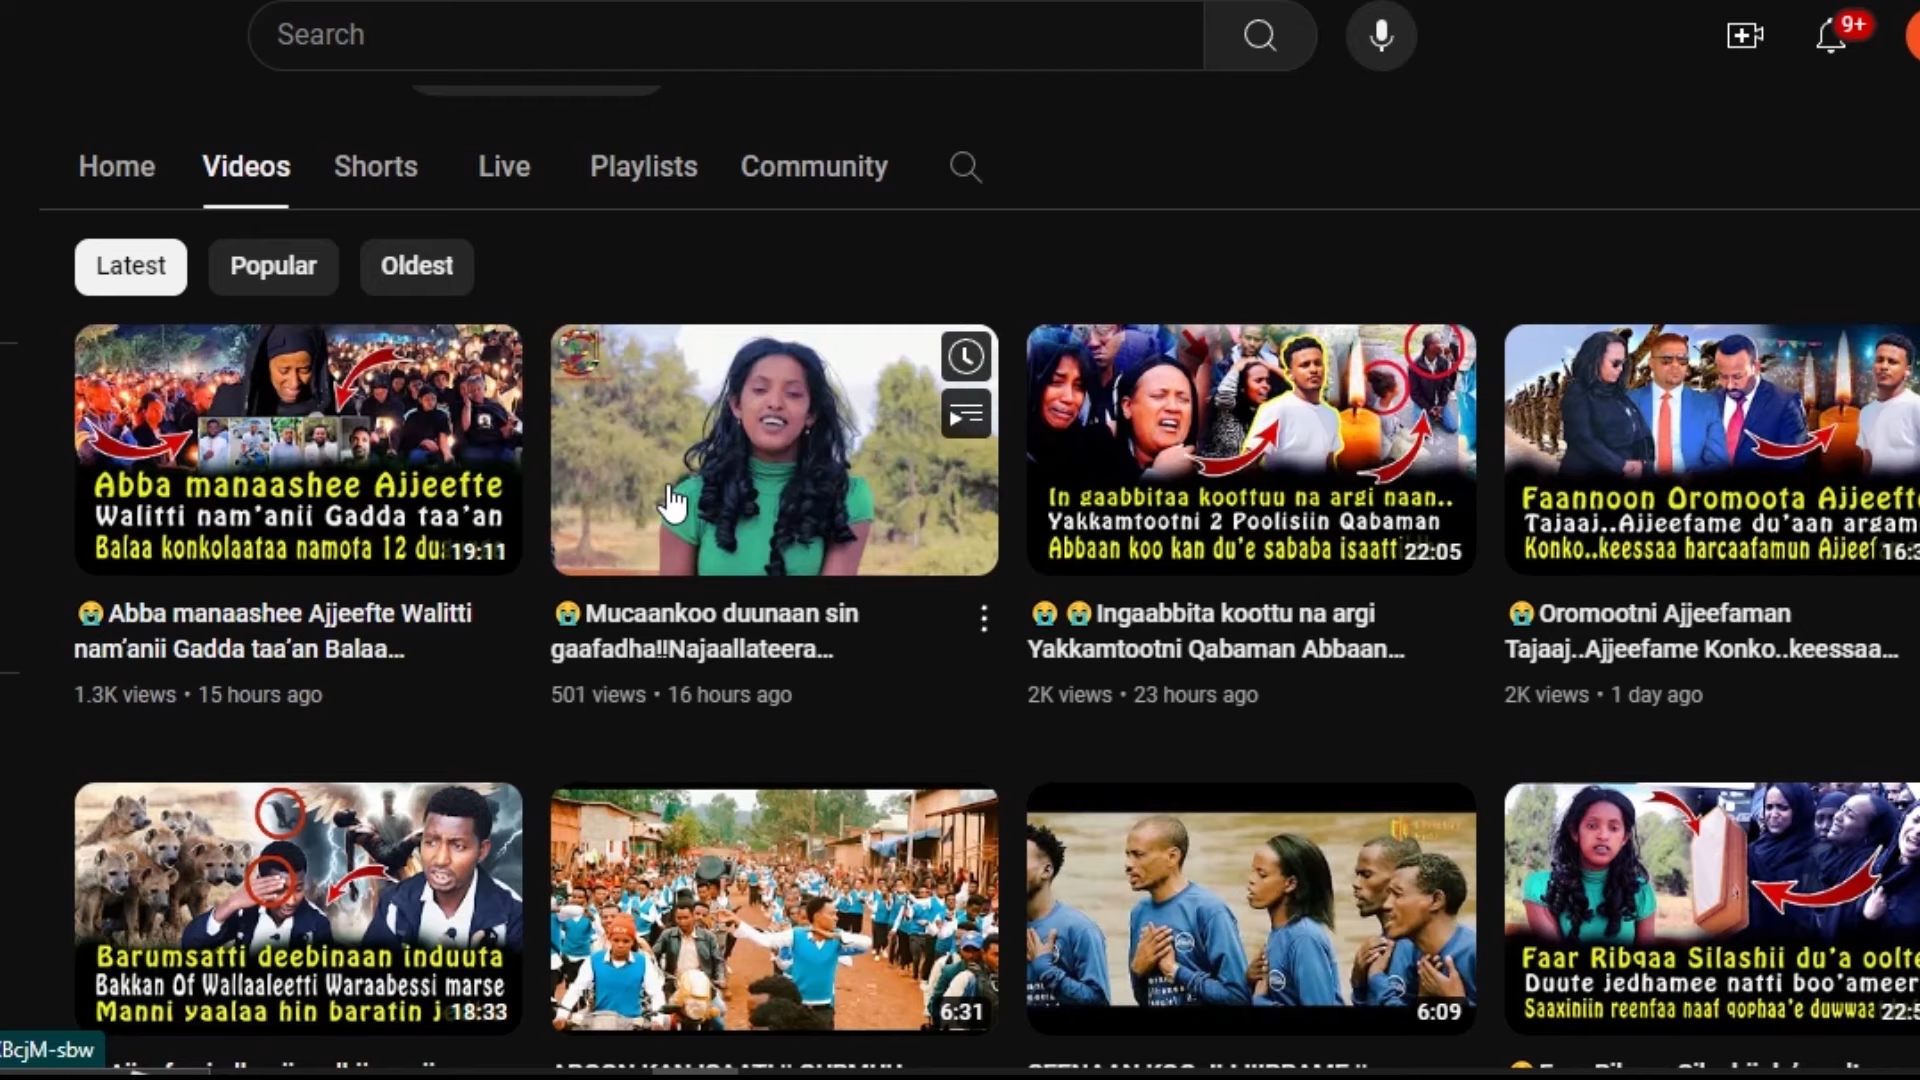 Search
9+
Home Videos Shorts Live Playlists Community
Latest Popular Oldest
Abba manaashee Ajjeefte
Walitti nam'anii Gadda taa'an
Balaa konkolaataa namota 12
19:11
In gaabbitaa koottuu na argi naan..
Yakkamtootni 2 Poolisiin Qabaman
Abbaan koo kan du'e sababa isaatt
22:05
Faannoon Oromoota
Tajaaj..Ajjeefame du'aan
Konko..keessaa harcaafamun
😭Abba manaashee Ajjeefte Walitti
nam'anii Gadda taa'an Balaa...
1.3K views • 15 hours ago
😭Mucaankoo duunaan sin
gaafadha!!Najaallateera...
501 views • 16 hours ago
😭 😭Ingaabbita koottu na argi
Yakkamtootni Qabaman Abbaan...
2K views • 23 hours ago
😭Oromootni Ajjeefaman
Tajaaj..Ajjeefame Konko..keessaa...
2K views • 1 day ago
Barumsatti deebinaan induuta
Bakkan Of Wallaaleetti Waraabessi marse
Manni yaalaa hin baratin j
18:33
6:31
6:09
Faar Ribqaa Silashii du'a
Duute jedhamee natti
Saaxiniin reenfaa naaf qophaa'e duwwaa
BcjM-sbw